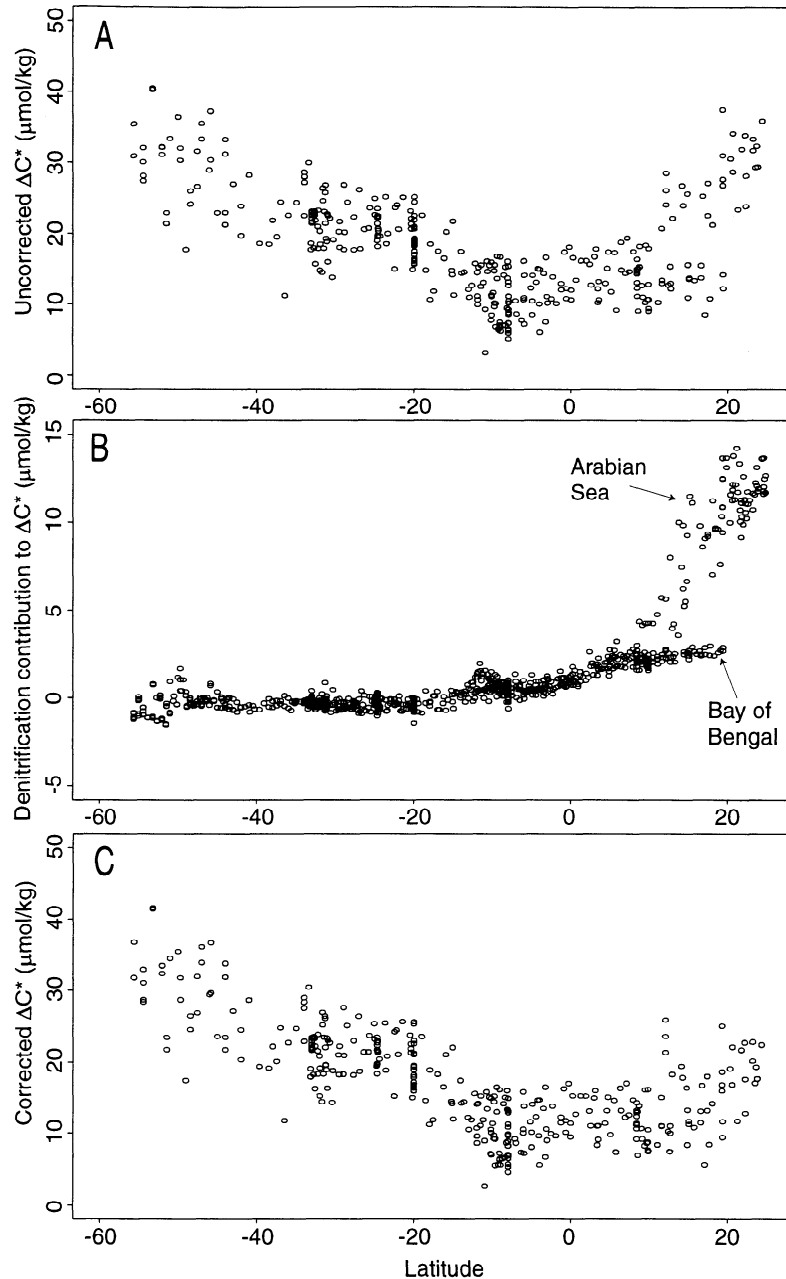 A
Uncorrected ΔC* (μmol/kg)
50
40
30
20
10
0
-60
-40
-20
0
20
B
Denitrification contribution to ΔC* (μmol/kg)
15
10
5
0
-5
Arabian
Sea
Bay of
Bengal
-60
-40
-20
0
20
C
Corrected ΔC* (μmol/kg)
50
40
30
20
10
0
-60
-40
-20
0
20
Latitude